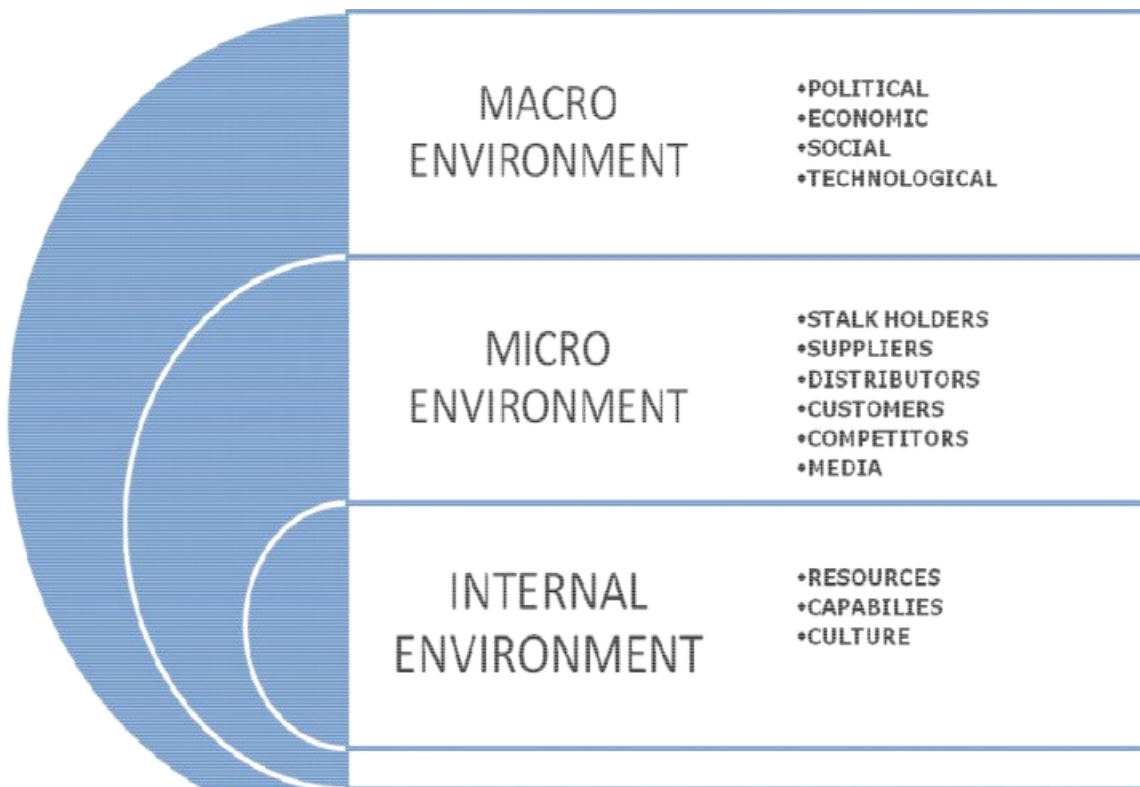 MACRO
ENVIRONMENT
•POLITICAL
•ECONOMIC
•SOCIAL
•TECHNOLOGICAL
MICRO
ENVIRONMENT
•STALK HOLDERS
•SUPPLIERS
•DISTRIBUTORS
•CUSTOMERS
•COMPETITORS
•MEDIA
INTERNAL
ENVIRONMENT
•RESOURCES
•CAPABILIES
•CULTURE